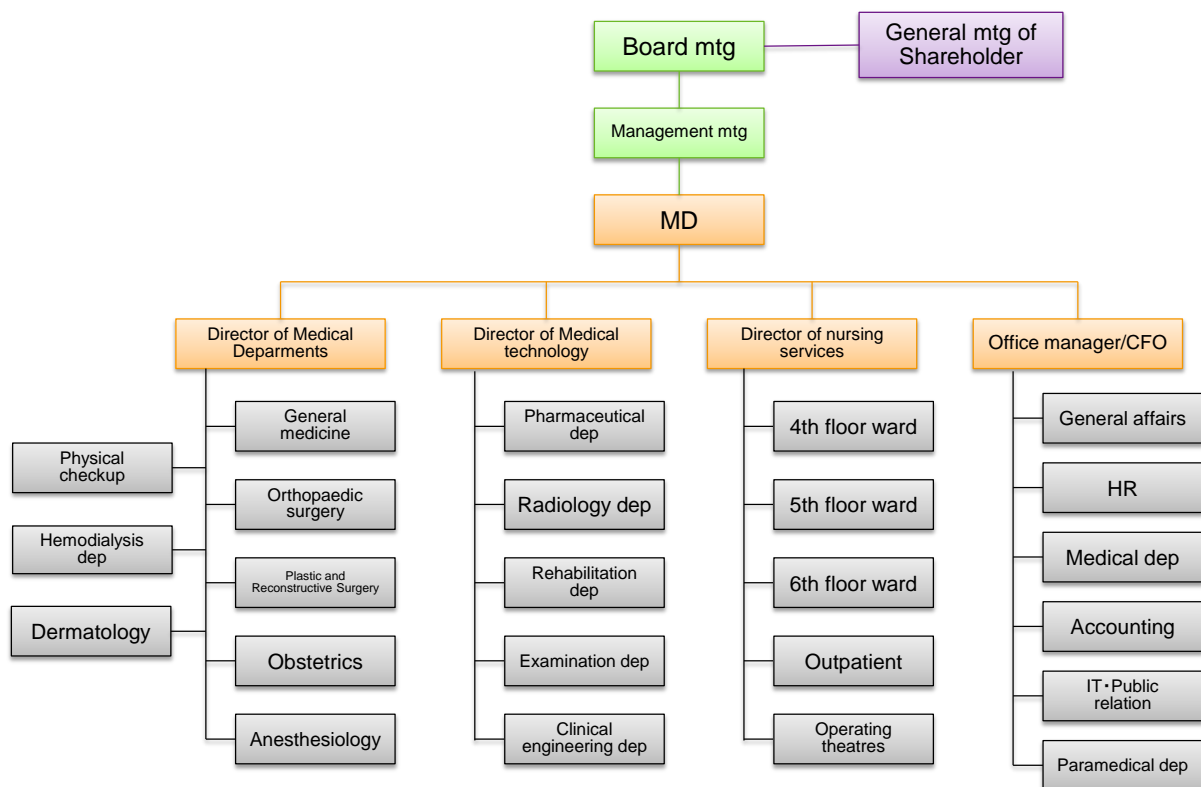 Board mtg
General mtg of
Shareholder
Management mtg
MD
Director of Medical
Deparments
Director of Medical
technology
Director of nursing
services
Office manager/CFO
General
medicine
Physical
checkup
Orthopaedic
surgery
Hemodialysis
dep
Plastic and
Reconstructive Surgery
Dermatology
Obstetrics
Anesthesiology
Pharmaceutical
dep
Radiology dep
Rehabilitation
dep
Examination dep
Clinical
engineering dep
4th floor ward
5th floor ward
6th floor ward
Outpatient
Operating
theatres
General affairs
HR
Medical dep
Accounting
IT・Public
relation
Paramedical dep